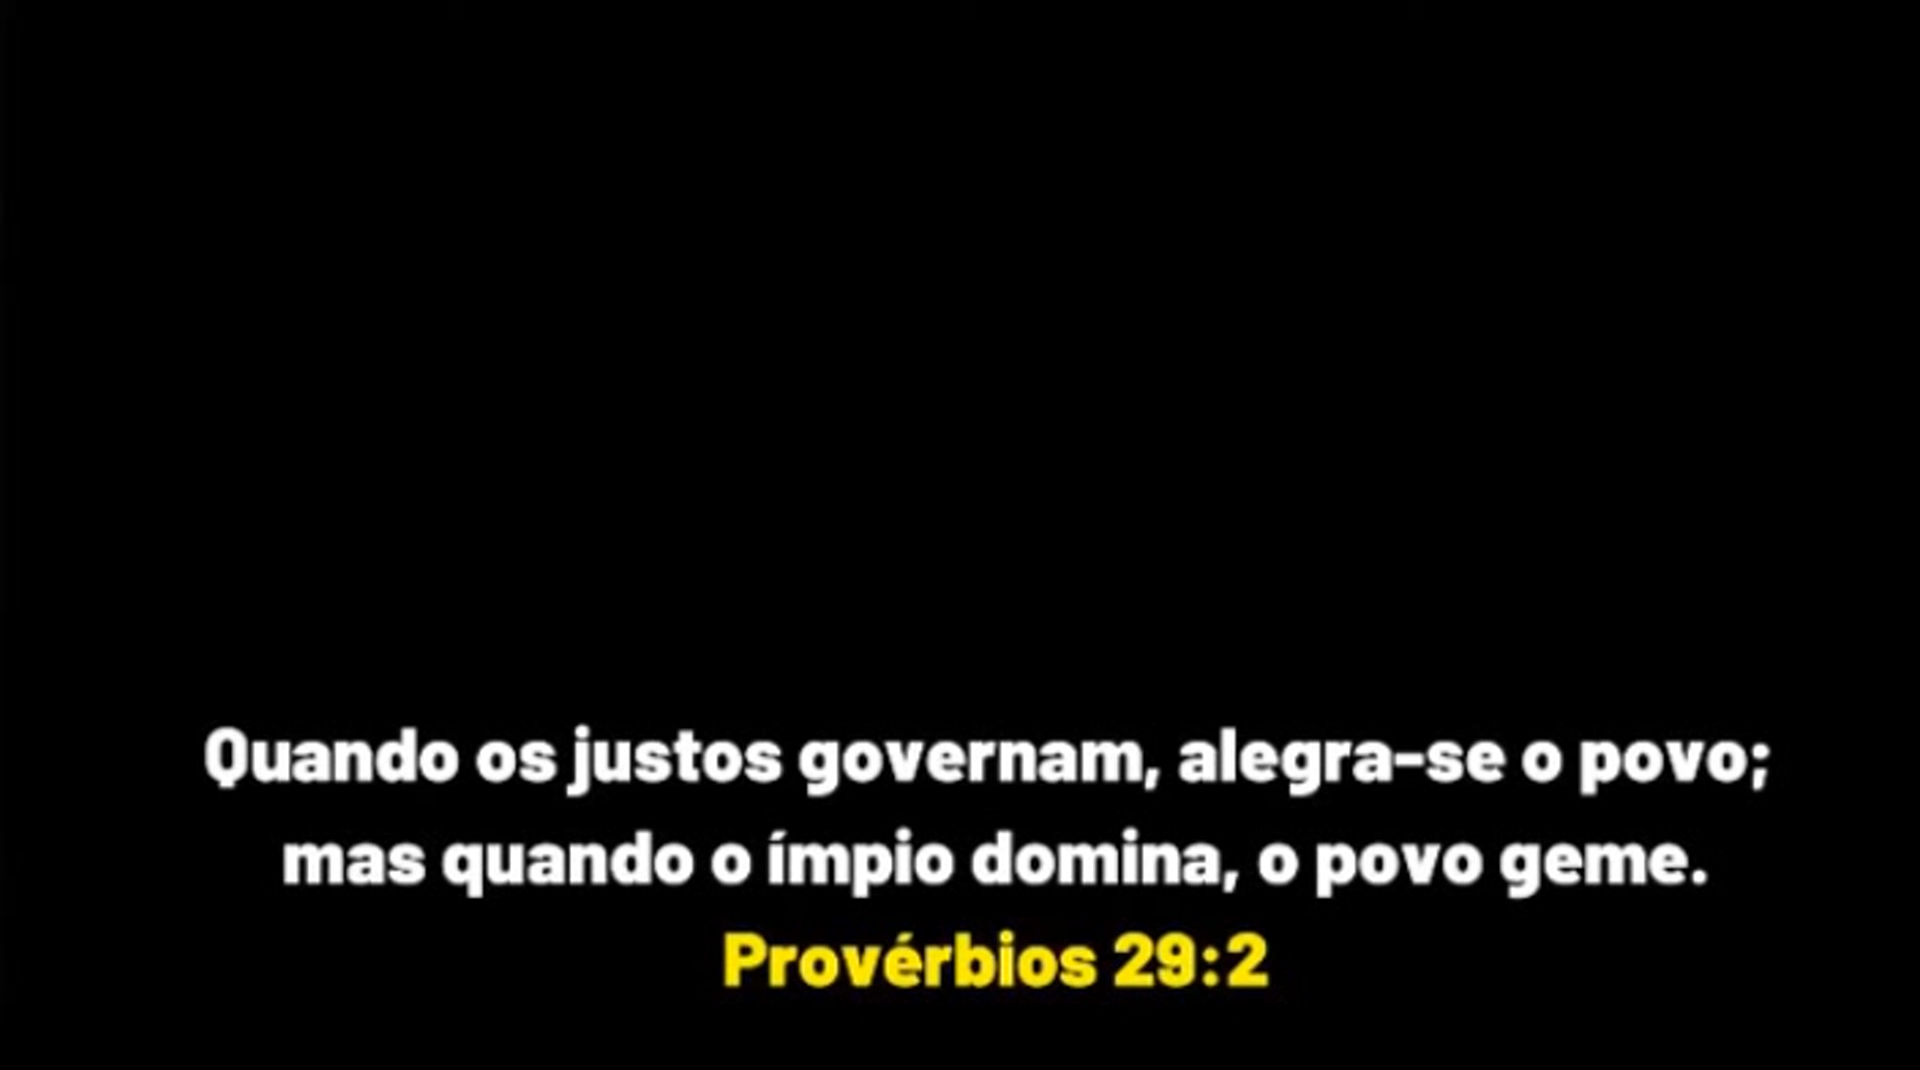 Quando os justos governam, alegra-se o povo;
mas quando o ímpio domina, o povo geme.
Provérbios 29:2